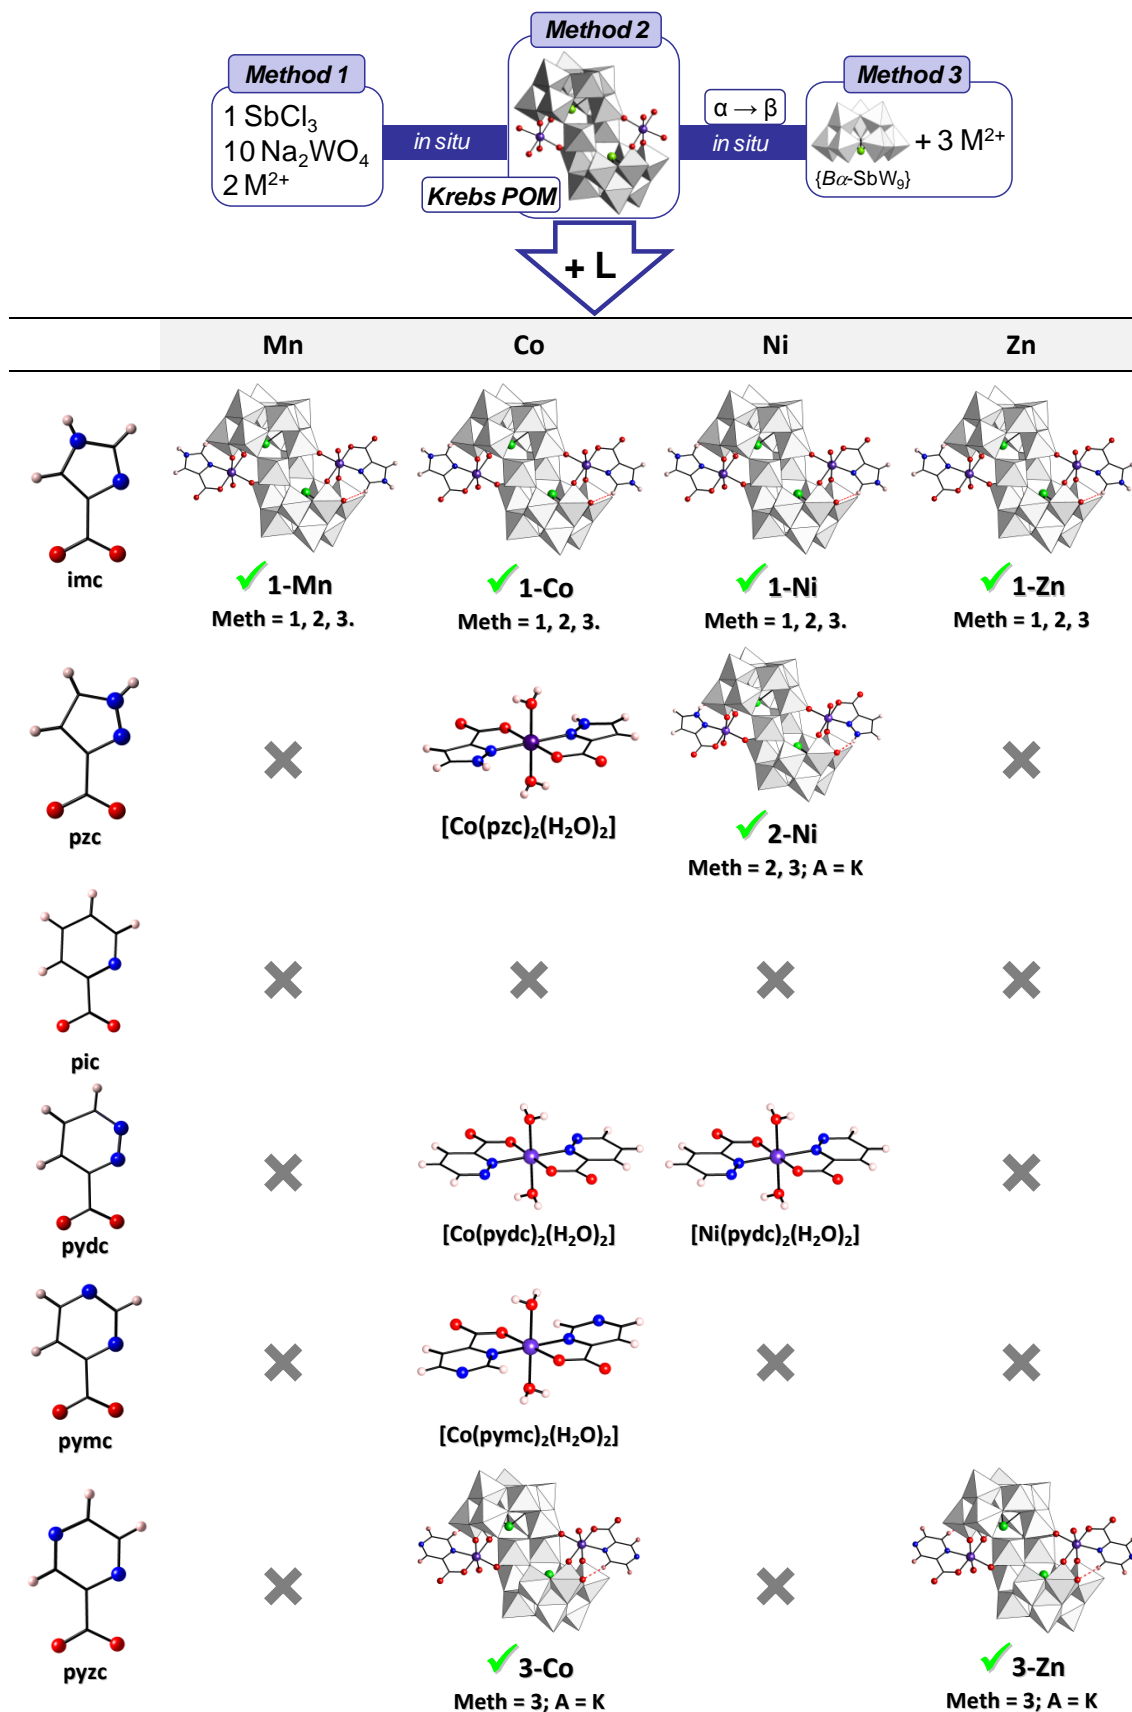 Method 1
Method 2
Method 3
1 SbCl₃
10 Na₂WO₄
2 M²⁺
in situ
Krebs POM
α → β
in situ
+ 3 M²⁺
{Bα-SbW₉}
+ L
Mn Co Ni Zn
imc
1-Mn 1-Co 1-Ni 1-Zn
Meth = 1, 2, 3. Meth = 1, 2, 3. Meth = 1, 2, 3. Meth = 1, 2, 3
pzc
[Co(pzc)₂(H₂O)₂]
2-Ni
Meth = 2, 3; A = K
pic
pydc
[Co(pydc)₂(H₂O)₂] [Ni(pydc)₂(H₂O)₂]
pymc
[Co(pymc)₂(H₂O)₂]
pyzc
3-Co 3-Zn
Meth = 3; A = K Meth = 3; A = K